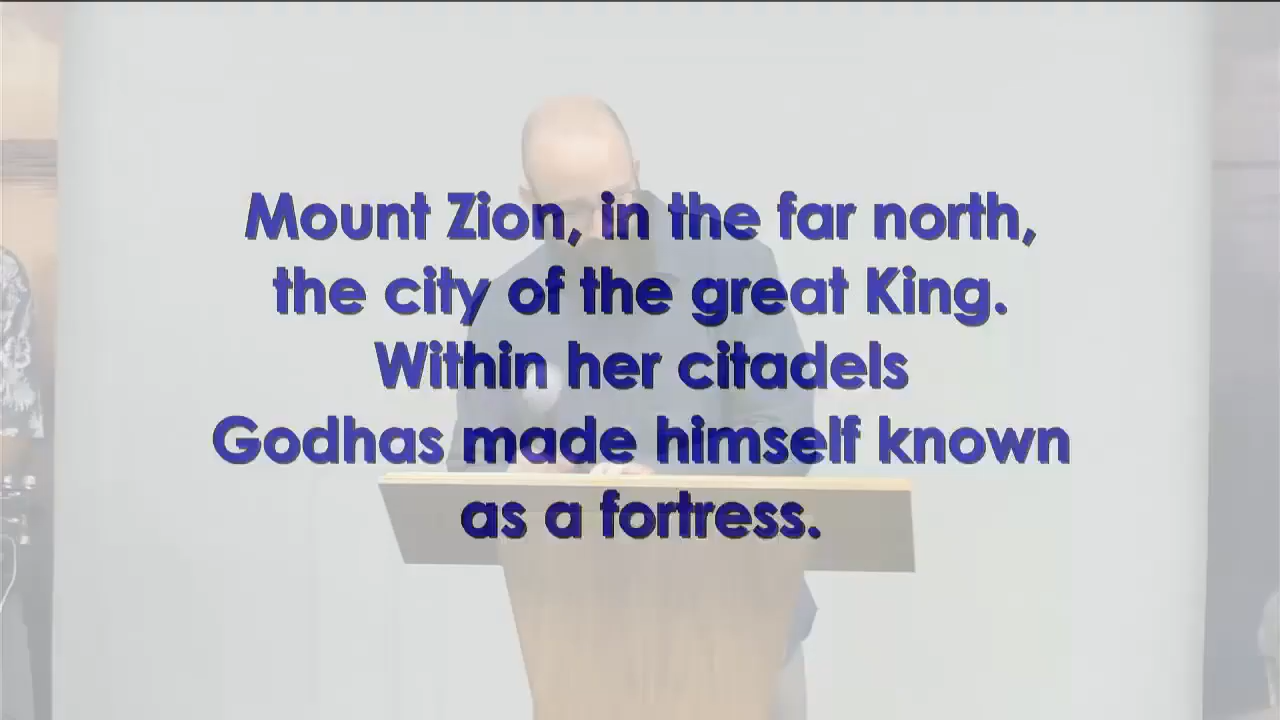 Mount Zion, in the far north,
the city of the great King.
Within her citadels
Godhas made himself known
as a fortress.